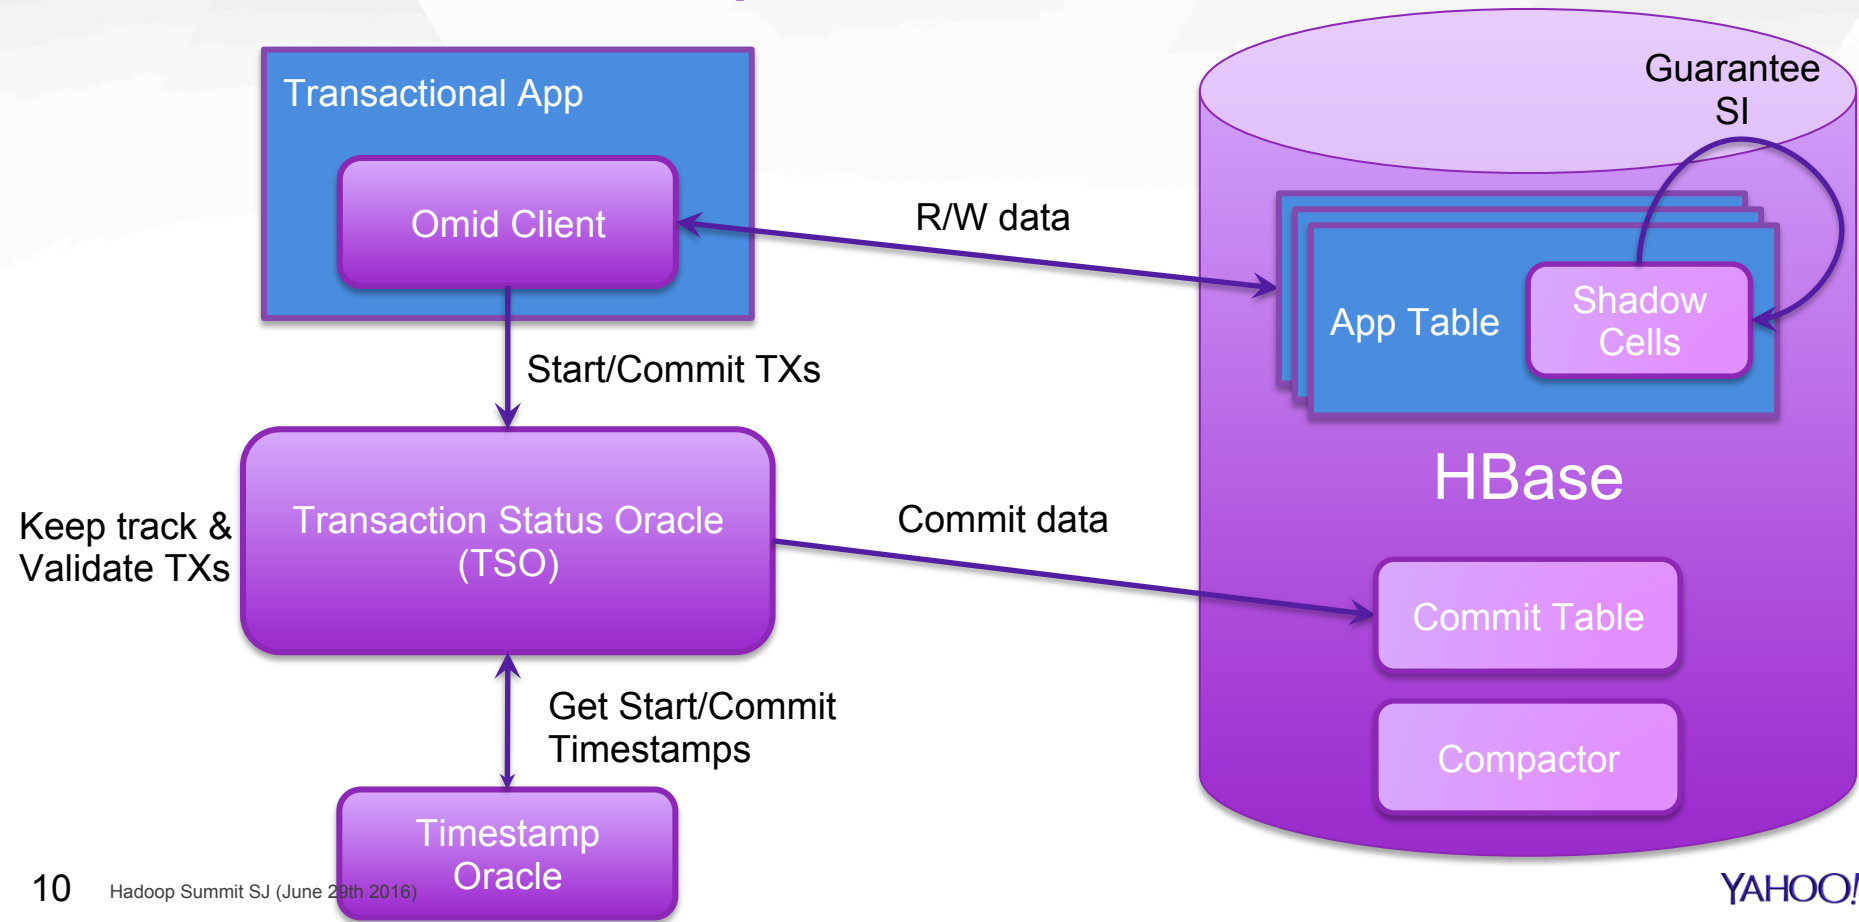 Transactional App
Omid Client
Start/Commit TXs
Keep track &
Validate TXs
Transaction Status Oracle
(TSO)
Get Start/Commit
Timestamps
Timestamp
Oracle
R/W data
Commit data
Guarantee
SI
App Table
Shadow
Cells
HBase
Commit Table
Compactor
10
Hadoop Summit SJ (June 29th 2016)
YAHOO!